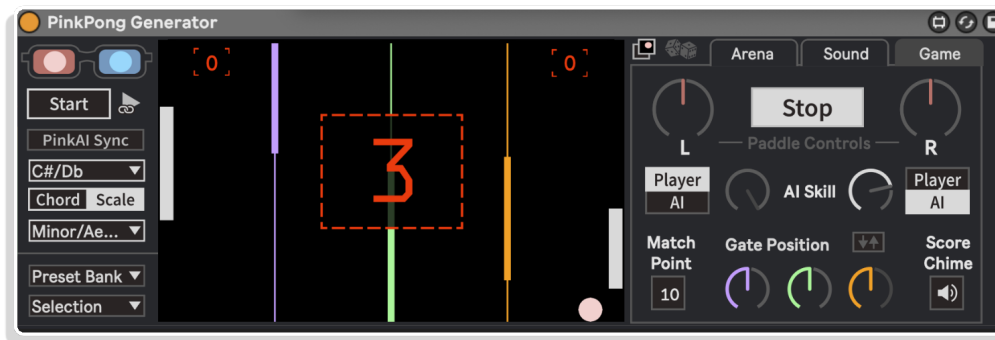 PinkPong Generator
Start
PinkAI Sync
C#/Db
Chord Scale
Minor/Ae...
Preset Bank
Selection
0
0
3
Arena Sound Game
Stop
L
Paddle Controls
R
Player
AI
AI Skill
Player
AI
Match
Point
10
Gate Position
Score
Chime